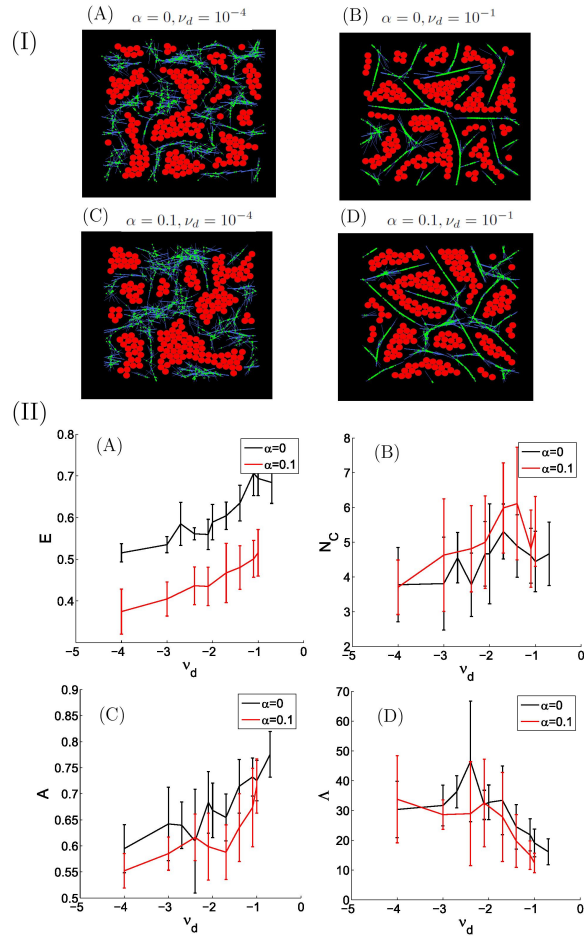 (I)
(A) α = 0, ν_d = 10^{-4}
(B) α = 0, ν_d = 10^{-1}
(C) α = 0.1, ν_d = 10^{-4}
(D) α = 0.1, ν_d = 10^{-1}
(II)
(A)
α=0
α=0.1
0.8
0.7
0.6
0.5
0.4
E
−5 −4 −3 −2 −1 0
ν_d
(B)
α=0
α=0.1
8
7
6
5
4
3
2
N_C
−5 −4 −3 −2 −1 0
ν_d
(C)
α=0
α=0.1
0.9
0.85
0.8
0.75
0.7
0.65
0.6
0.55
0.5
A
−5 −4 −3 −2 −1 0
ν_d
(D)
α=0
α=0.1
70
60
50
40
30
20
10
0
Λ
−5 −4 −3 −2 −1 0
ν_d